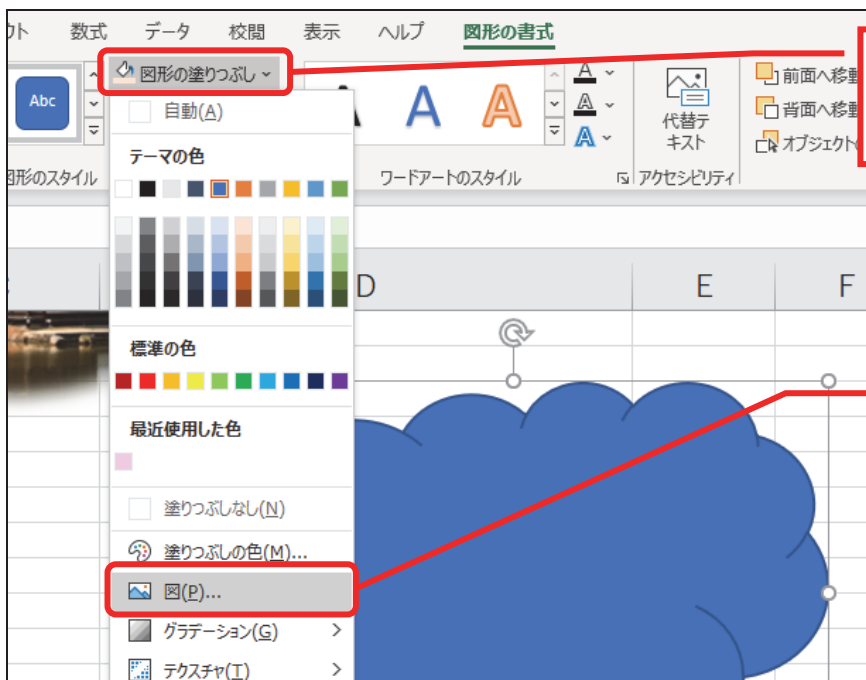 数式 データ 校閲 表示 ヘルプ 図形の書式
Abc
図形の塗りつぶし
A A A
A
A
A
代替テ
キスト
前面へ移動
背面へ移動
オブジェクト
図形のスタイル ワードアートのスタイル アクセシビリティ
自動(A)
テーマの色
標準の色
最近使用した色
塗りつぶしなし(N)
塗りつぶしの色(M)...
図(P)...
グラデーション(G)
テクスチャ(T)
D E F